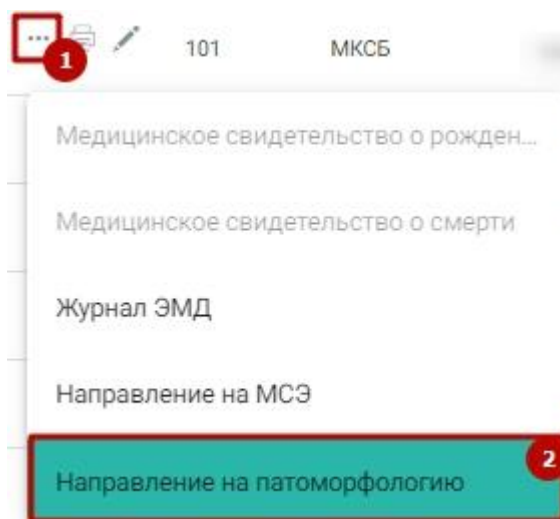 ... 1 101 МКСБ
Медицинское свидетельство о рожден...
Медицинское свидетельство о смерти
Журнал ЭМД
Направление на МСЭ
2
Направление на патоморфологию